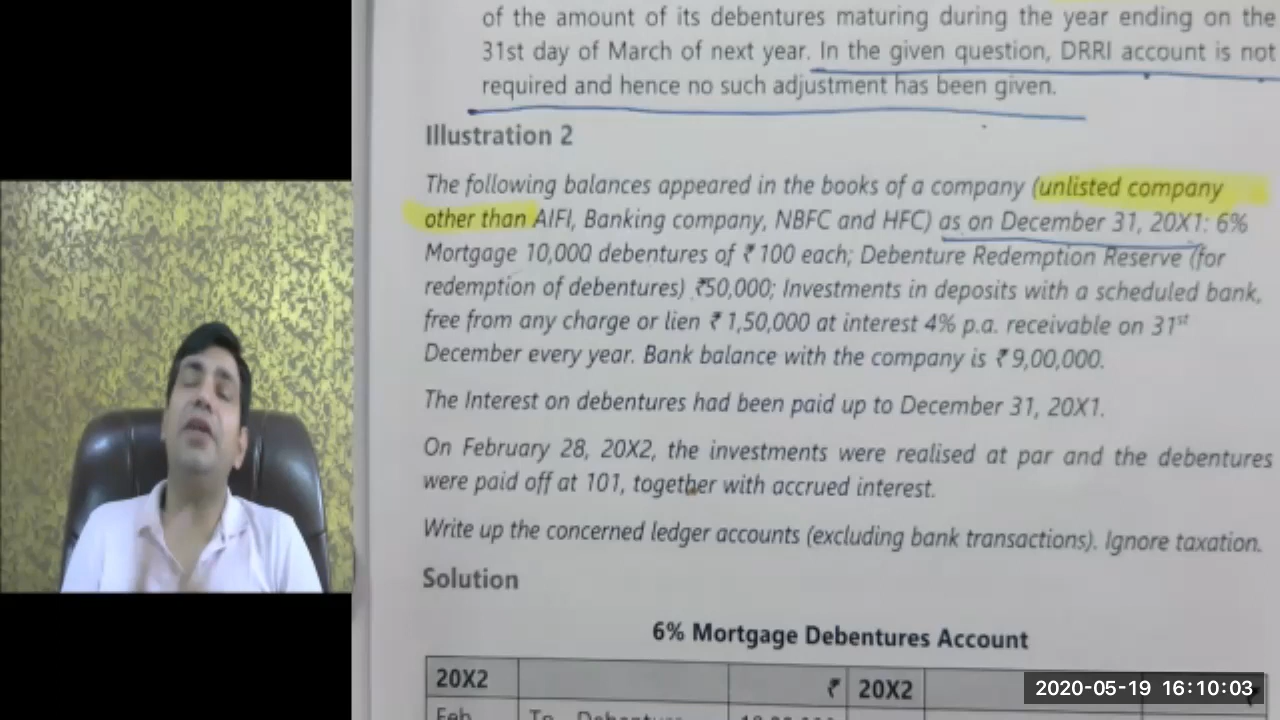 of the amount of its debentures maturing during the year ending on the
31st day of March of next year. In the given question, DRRI account is not
required and hence no such adjustment has been given.
Illustration 2
The following balances appeared in the books of a company (unlisted company
other than AIFI, Banking company, NBFC and HFC) as on December 31, 20X1: 6%
Mortgage 10,000 debentures of ₹ 100 each; Debenture Redemption Reserve (for
redemption of debentures) ₹50,000; Investments in deposits with a scheduled bank,
free from any charge or lien ₹ 1,50,000 at interest 4% p.a. receivable on 31st
December every year. Bank balance with the company is ₹ 9,00,000.
The Interest on debentures had been paid up to December 31, 20X1.
On February 28, 20X2, the investments were realised at par and the debentures
were paid off at 101, together with accrued interest.
Write up the concerned ledger accounts (excluding bank transactions). Ignore taxation.
Solution
6% Mortgage Debentures Account
20X2 ₹ 20X2
Feb To Debenture
2020-05-19 16:10:03